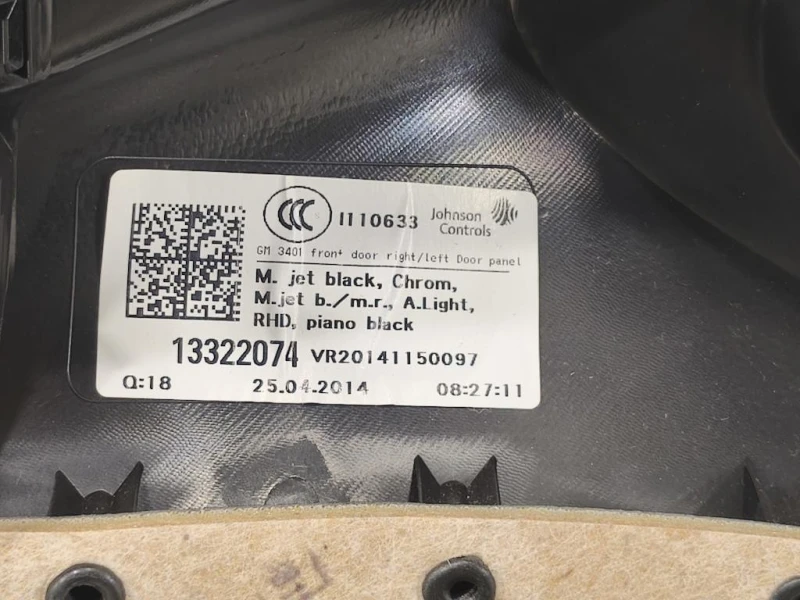 CCC I110633 Johnson Controls
GM 3401 front door right/left Door panel
M. jet black, Chrom,
M.jet b./m.r., A.Light,
RHD, piano black
13322074 VR20141150097
Q:18 25.04.2014 08:27:11